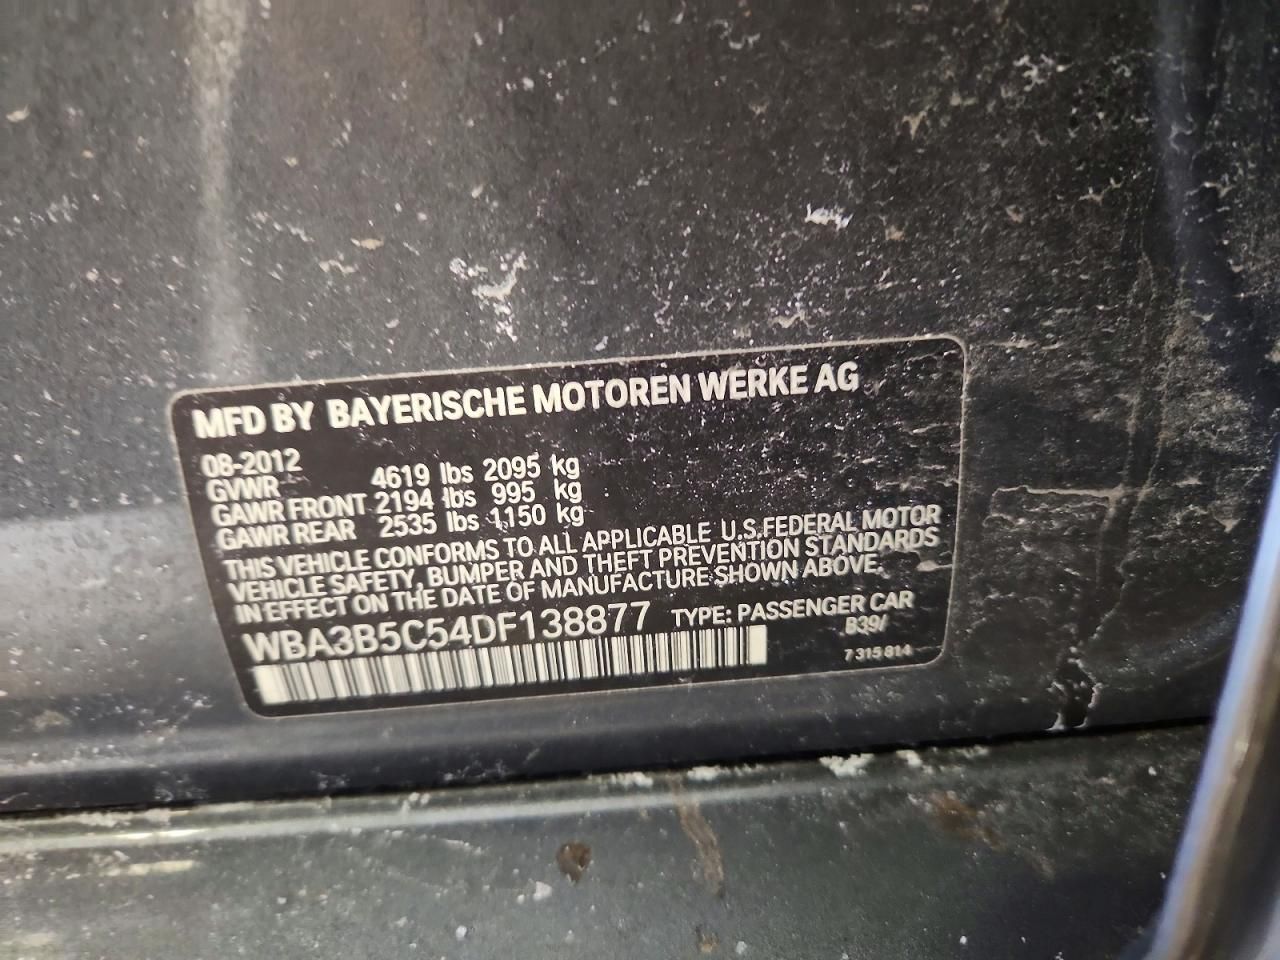 MFD BY BAYERISCHE MOTOREN WERKE AG
08-2012
GVWR 4619 lbs 2095 kg
GAWR FRONT 2194 lbs 995 kg
GAWR REAR 2535 lbs 1150 kg
THIS VEHICLE CONFORMS TO ALL APPLICABLE U.S.FEDERAL MOTOR
VEHICLE SAFETY, BUMPER AND THEFT PREVENTION STANDARDS
IN EFFECT ON THE DATE OF MANUFACTURE SHOWN ABOVE.
WBA3B5C54DF138877 TYPE: PASSENGER CAR
B39/
7 315 814